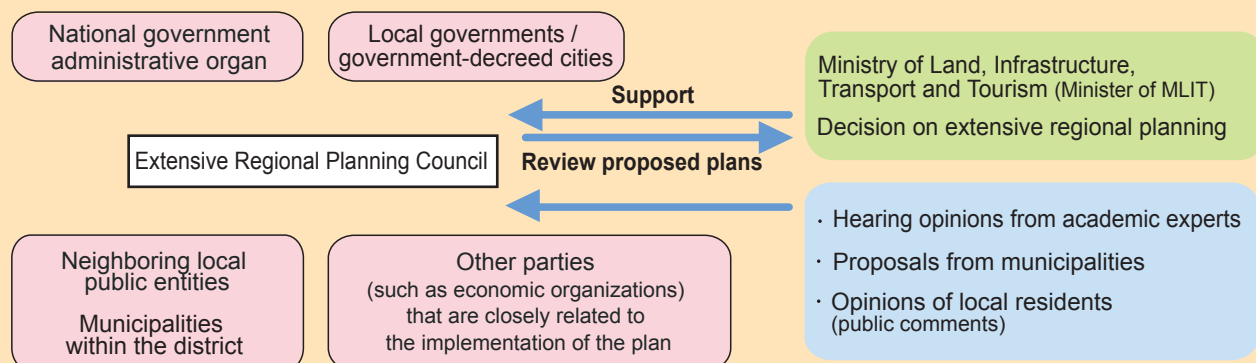 National government
administrative organ
Local governments /
government-decreed cities
Support
Extensive Regional Planning Council
Review proposed plans
Ministry of Land, Infrastructure,
Transport and Tourism (Minister of MLIT)
Decision on extensive regional planning
Neighboring local
public entities
Municipalities
within the district
Other parties
(such as economic organizations)
that are closely related to
the implementation of the plan
· Hearing opinions from academic experts
· Proposals from municipalities
· Opinions of local residents
(public comments)